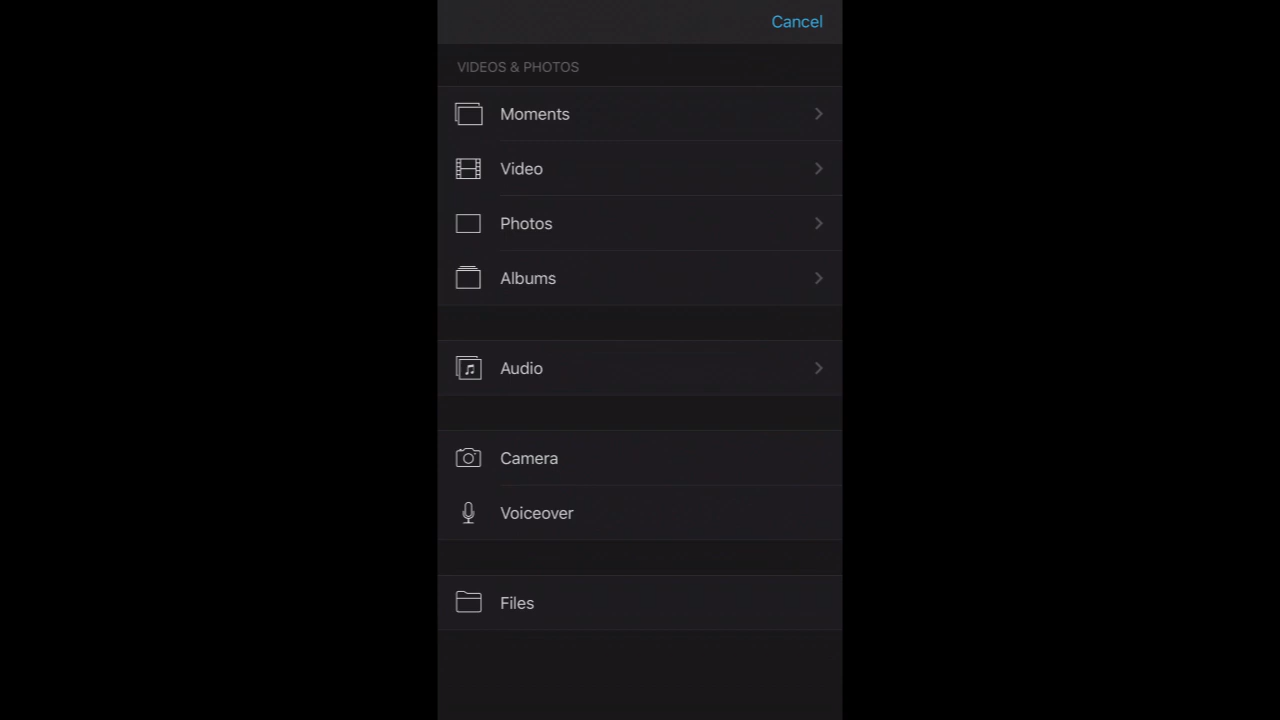 Cancel
VIDEOS & PHOTOS
Moments
Video
Photos
Albums
Audio
Camera
Voiceover
Files